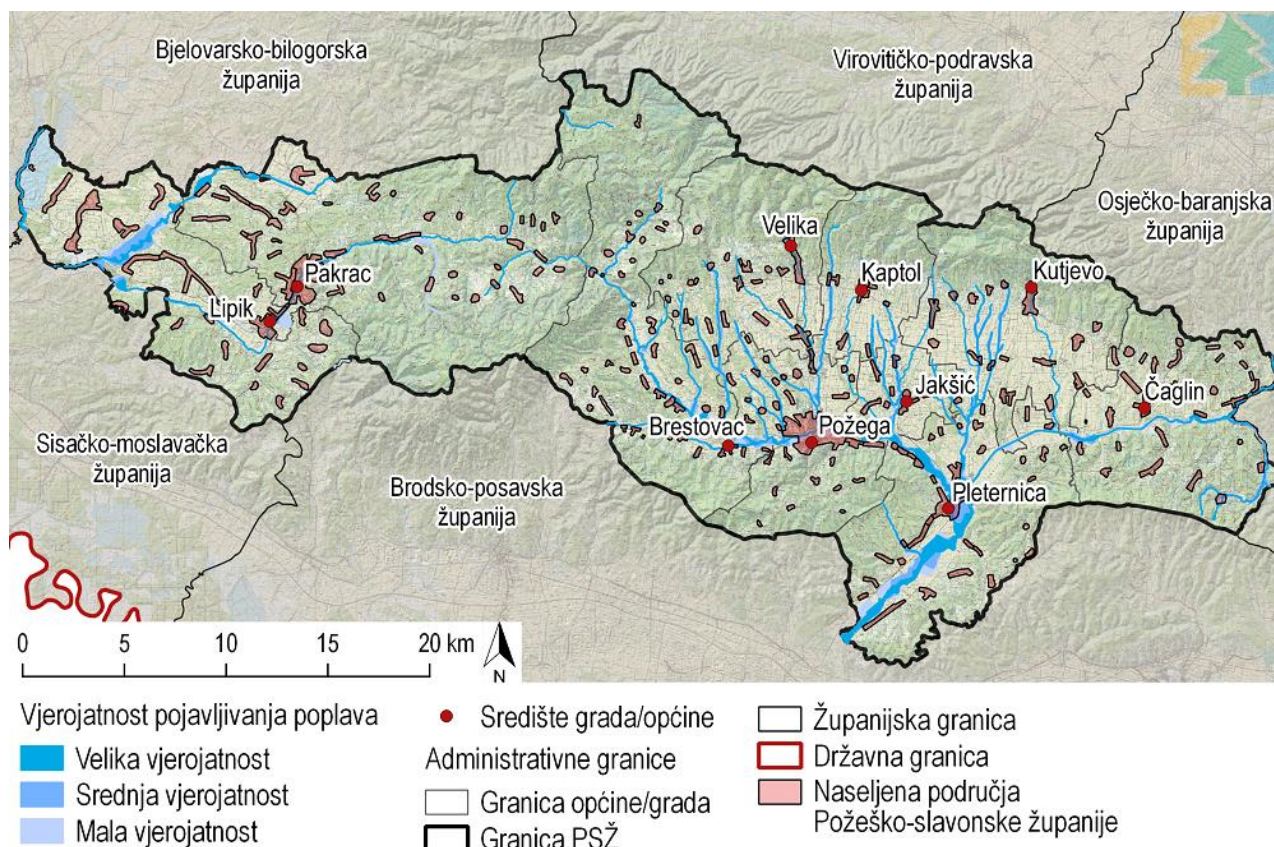 Bjelovarsko-bilogorska
županija
Virovitičko-podravska
županija
Osječko-baranjska
županija
Velika
Kaptol
Kutjevo
Pakrac
Lipik
Jakšić
Čaglin
Brestovac
Požega
Sisačko-moslavačka
županija
Brodsko-posavska
županija
Pleternica
0 5 10 15 20 km
N
Vjerojatnost pojavljivanja poplava
Velika vjerojatnost
Srednja vjerojatnost
Mala vjerojatnost
Središte grada/općine
Administrativne granice
Granica općine/grada
Granica PSŽ
Županijska granica
Državna granica
Naseljena područja
Požeško-slavonske županije